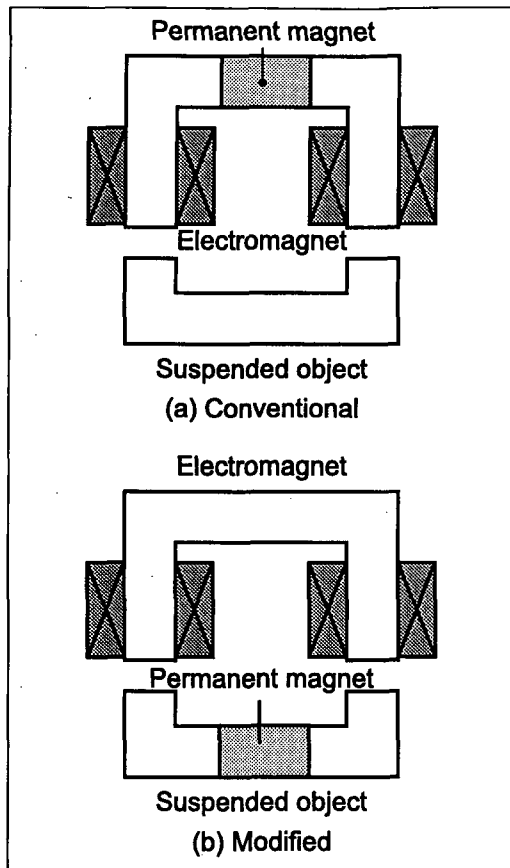 Permanent magnet
Electromagnet
Suspended object
(a) Conventional
Electromagnet
Permanent magnet
Suspended object
(b) Modified